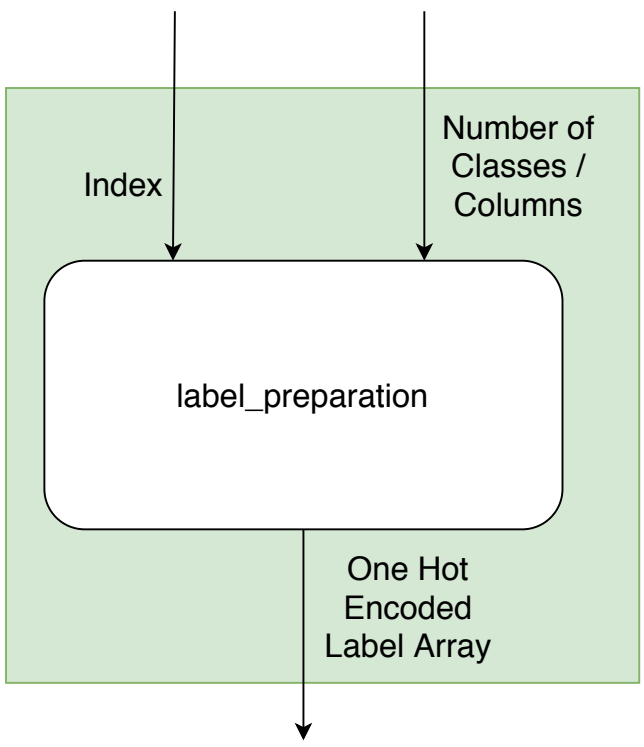 Index
Number of
Classes /
Columns
label_preparation
One Hot
Encoded
Label Array